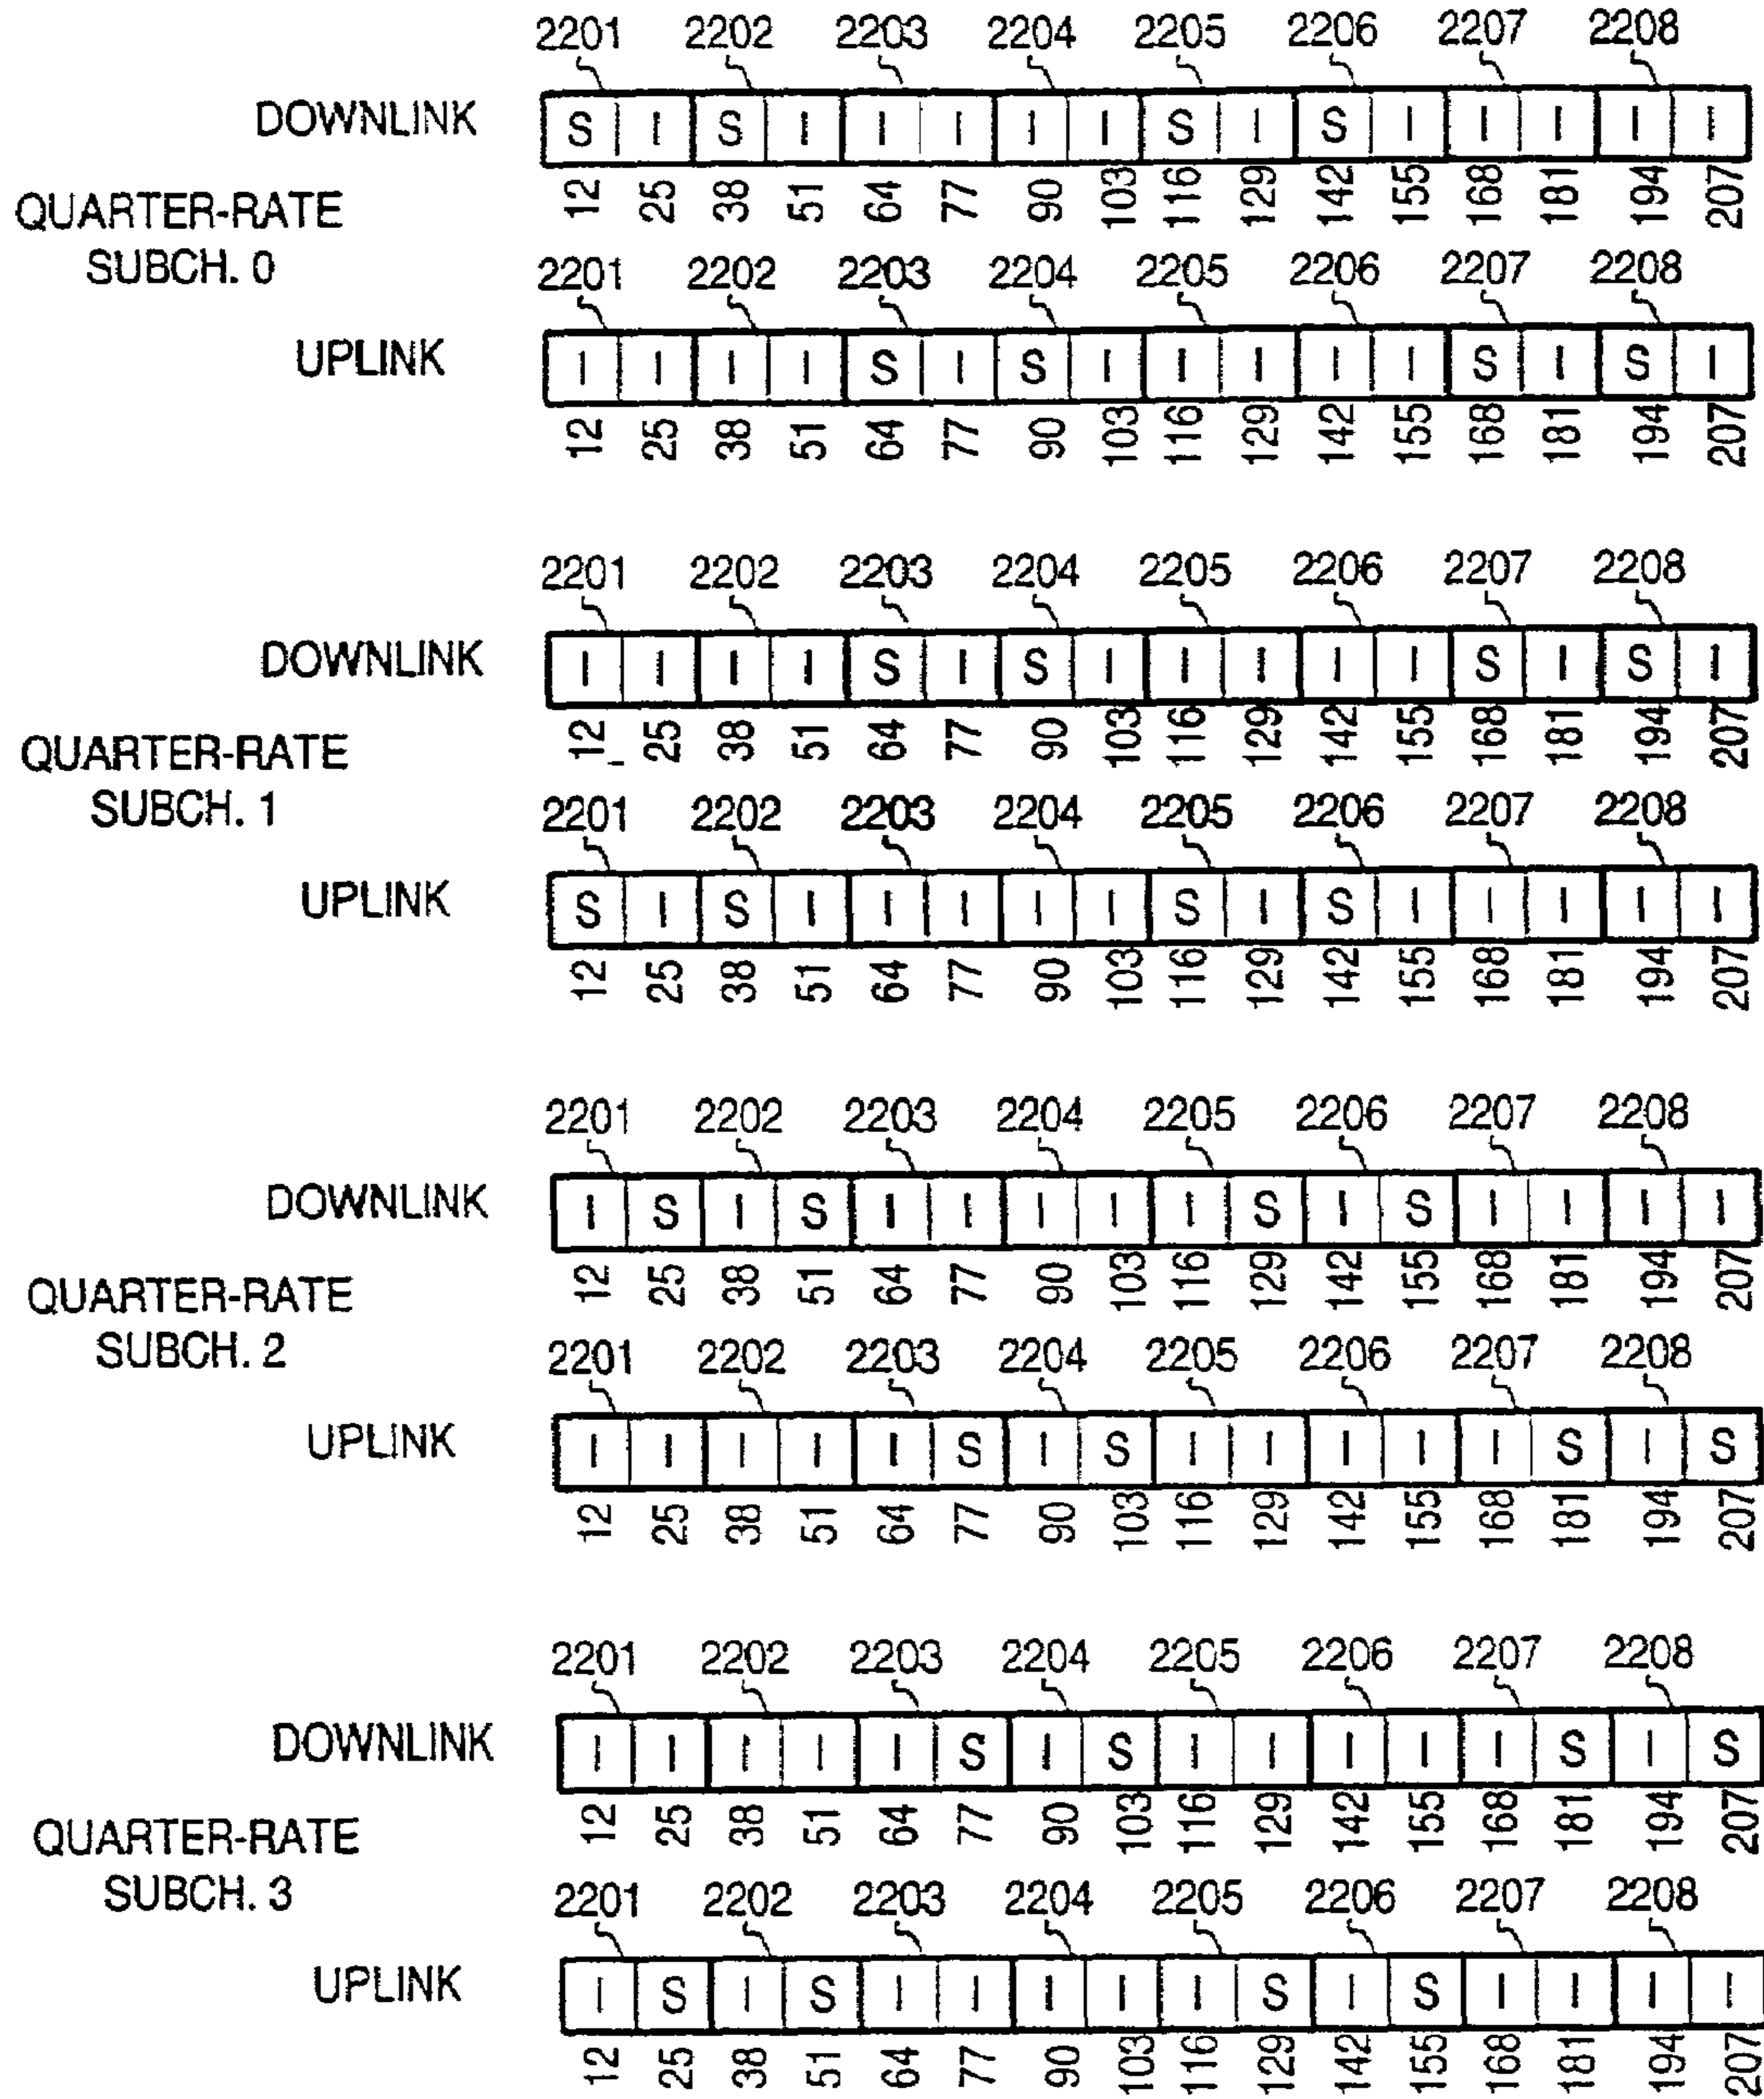 2201 2202 2203 2204 2205 2206 2207 2208
DOWNLINK S I S I I I I I S I S I I I I I
12 25 38 51 64 77 90 103 116 129 142 155 168 181 194 207
QUARTER-RATE
SUBCH. 0
2201 2202 2203 2204 2205 2206 2207 2208
UPLINK I I I I S I S I I I I I S I S I
12 25 38 51 64 77 90 103 116 129 142 155 168 181 194 207
2201 2202 2203 2204 2205 2206 2207 2208
DOWNLINK I I I I S I S I I I I I S I S I
12 25 38 51 64 77 90 103 116 129 142 155 168 181 194 207
QUARTER-RATE
SUBCH. 1
2201 2202 2203 2204 2205 2206 2207 2208
UPLINK S I S I I I I I S I S I I I I I
12 25 38 51 64 77 90 103 116 129 142 155 168 181 194 207
2201 2202 2203 2204 2205 2206 2207 2208
DOWNLINK I S I S I I I I I S I S I I I I
12 25 38 51 64 77 90 103 116 129 142 155 168 181 194 207
QUARTER-RATE
SUBCH. 2
2201 2202 2203 2204 2205 2206 2207 2208
UPLINK I I I I I S I S I I I I I S I S
12 25 38 51 64 77 90 103 116 129 142 155 168 181 194 207
2201 2202 2203 2204 2205 2206 2207 2208
DOWNLINK I I I I I S I S I I I I I S I S
12 25 38 51 64 77 90 103 116 129 142 155 168 181 194 207
QUARTER-RATE
SUBCH. 3
2201 2202 2203 2204 2205 2206 2207 2208
UPLINK I S I S I I I I I S I S I I I I
12 25 38 51 64 77 90 103 116 129 142 155 168 181 194 207